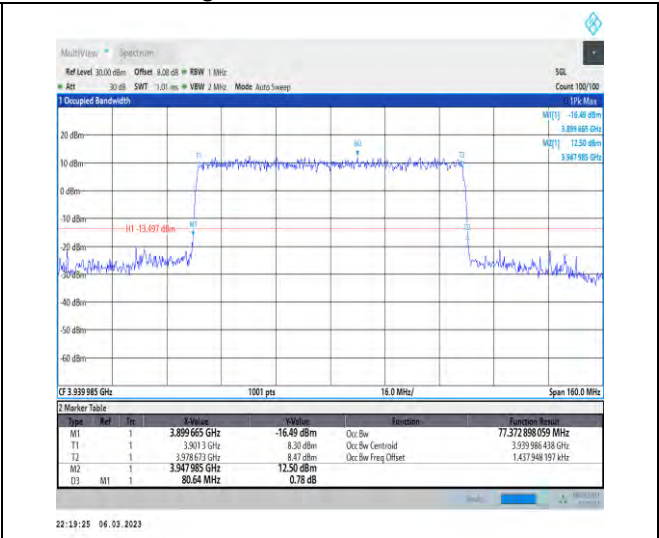 MultiView Spectrum
Ref Level 30.00 dBm Offset 8.08 dB RBW 1 MHz SGL
Att 30 dB SWT 1.01 ms VBW 2 MHz Mode Auto Sweep Count 100/100
1 Occupied Bandwidth 1Pk Max
M1[1] -16.49 dBm
3.899 665 GHz
M2[1] 12.50 dBm
3.947 985 GHz
20 dBm
M2
T1 T2
10 dBm
0 dBm
-10 dBm
H1 -13.497 dBm M1 D3
-20 dBm
-30 dBm
-40 dBm
-50 dBm
-60 dBm
CF 3.939 985 GHz 1001 pts 16.0 MHz/ Span 160.0 MHz
2 Marker Table
Type Ref Trc X-Value Y-Value Function Function Result
M1 1 3.899 665 GHz -16.49 dBm Occ Bw 77.372 898 059 MHz
T1 1 3.9013 GHz 8.30 dBm Occ Bw Centroid 3.939 986 438 GHz
T2 1 3.978 673 GHz 8.47 dBm Occ Bw Freq Offset 1.437 948 197 kHz
M2 1 3.947 985 GHz 12.50 dBm
D3 M1 1 80.64 MHz 0.78 dB
22:19:25 06.03.2023